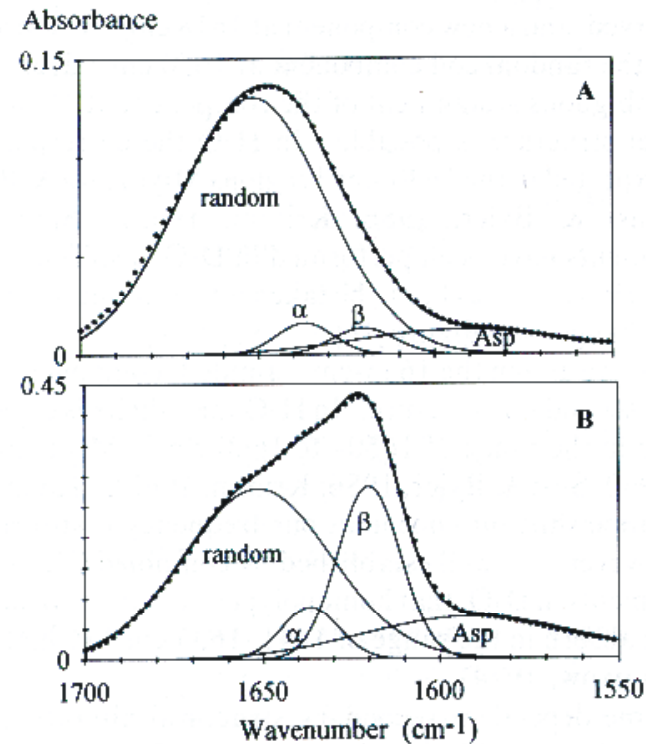 Absorbance
0.15
A
random
α
β
Asp
0
0.45
B
β
random
α
Asp
0
1700 1650 1600 1550
Wavenumber (cm-1)